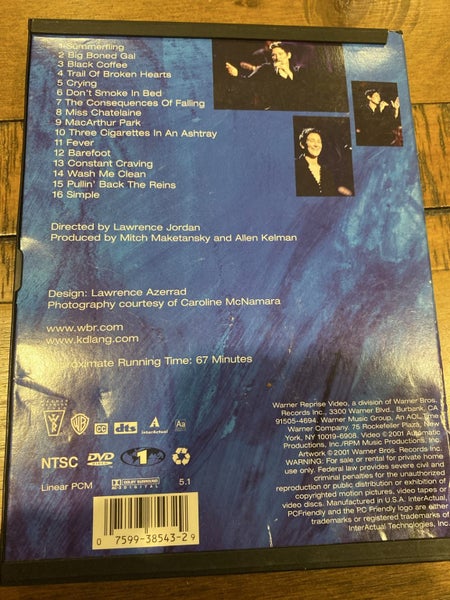 1 Summerfling
2 Big Boned Gal
3 Black Coffee
4 Trail Of Broken Hearts
5 Crying
6 Don't Smoke In Bed
7 The Consequences Of Falling
8 Miss Chatelaine
9 MacArthur Park
10 Three Cigarettes In An Ashtray
11 Fever
12 Barefoot
13 Constant Craving
14 Wash Me Clean
15 Pullin' Back The Reins
16 Simple
Directed by Lawrence Jordan
Produced by Mitch Maketansky and Allen Kelman
Design: Lawrence Azerrad
Photography courtesy of Caroline McNamara
www.wbr.com
www.kdlang.com
Approximate Running Time: 67 Minutes
WB CC dts InterActual Aa
NTSC DVD VIDEO 1
Linear PCM DOLBY SURROUND DIGITAL 5.1
0 7599-38543-2 9
Warner Reprise Video, a division of Warner Bros.
Records Inc., 3300 Warner Blvd., Burbank, CA
91505-4694. Warner Music Group, An AOL Time
Warner Company. 75 Rockefeller Plaza, New
York, NY 10019-6908. Video ©2001 Automatic
Productions, Inc./RPM Music Productions, Inc.
Artwork ©2001 Warner Bros. Records Inc.
WARNING: For sale or rental for private home
use only. Federal law provides severe civil and
criminal penalties for the unauthorized
reproduction or public distribution or exhibition of
copyrighted motion pictures, video tapes or
video discs. Manufactured in U.S.A. InterActual,
PCFriendly and the PC Friendly logo are either
trademarks or registered trademarks of
InterActual Technologies, Inc.